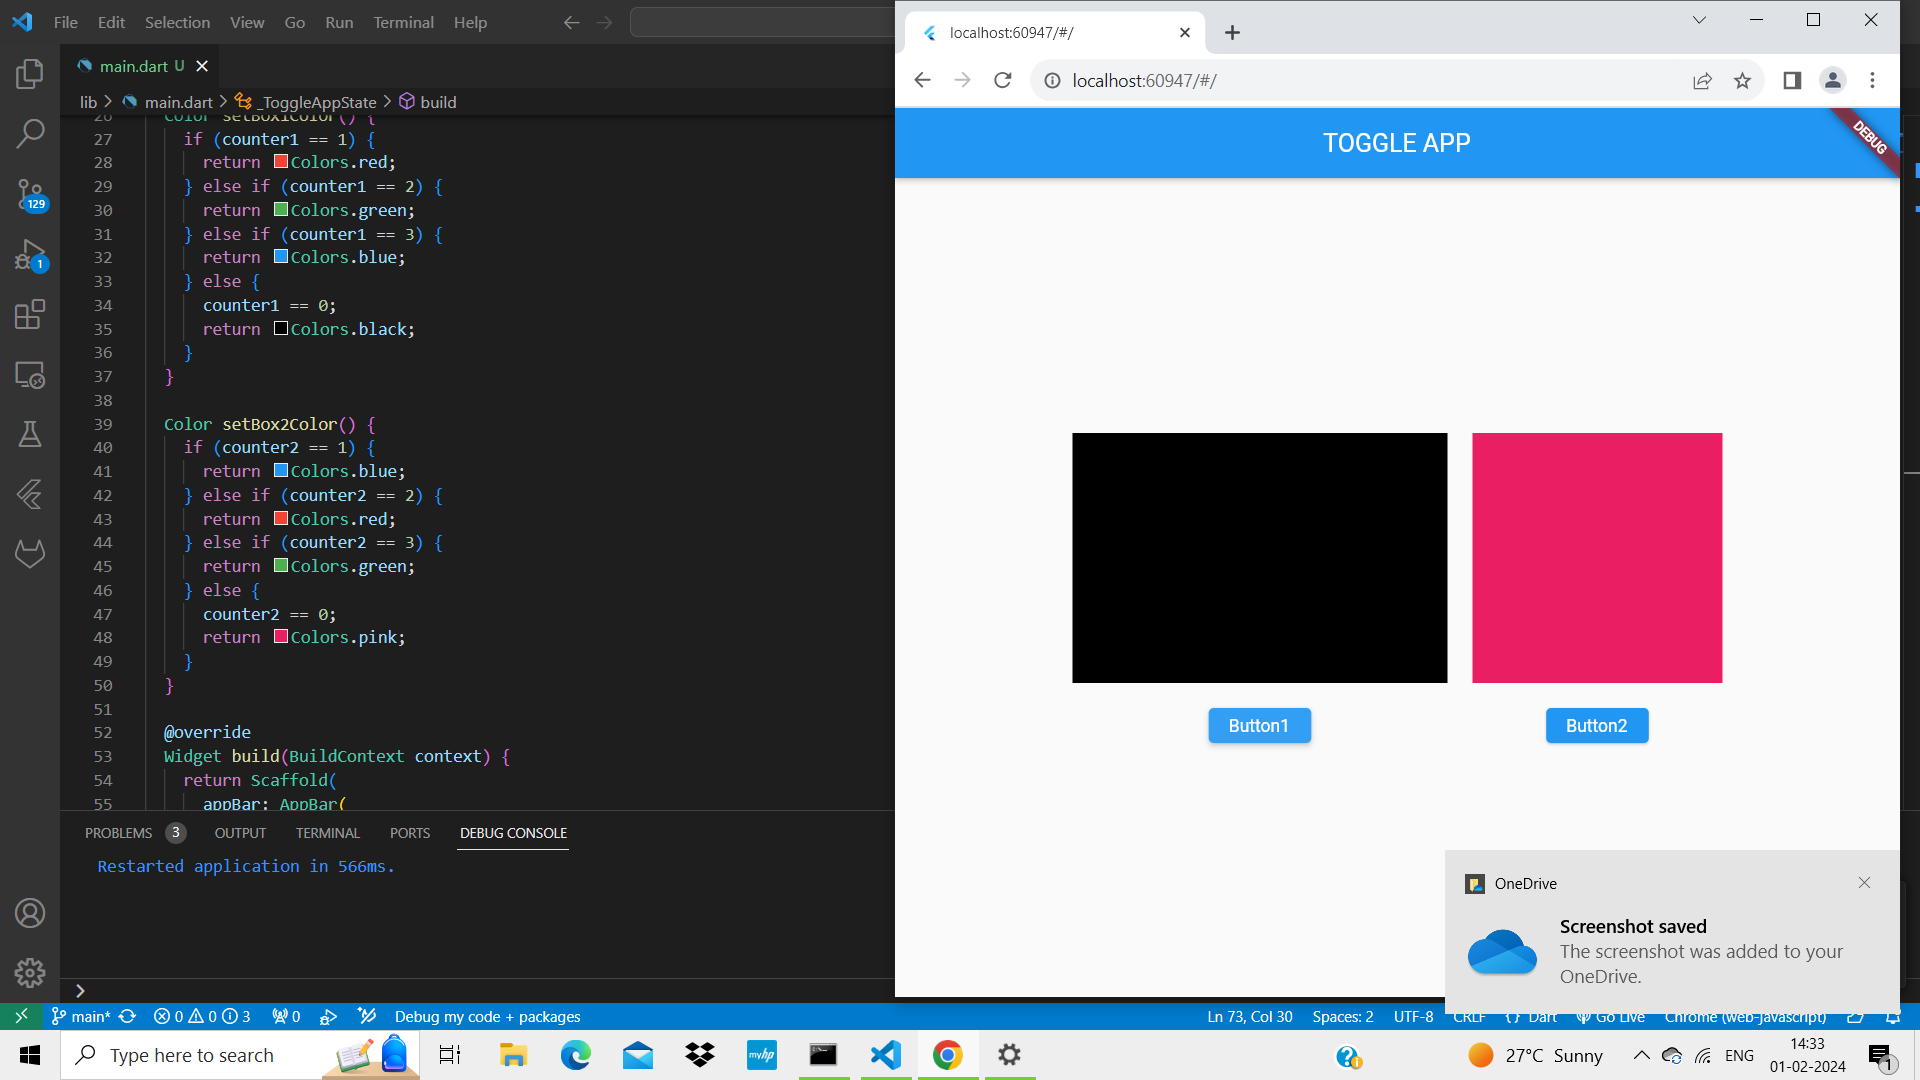 File Edit Selection View Go Run Terminal Help
main.dart U
lib > main.dart > _ToggleAppState > build
26 Color setBox1Color() {
27 if (counter1 == 1) {
28 return Colors.red;
29 } else if (counter1 == 2) {
30 return Colors.green;
31 } else if (counter1 == 3) {
32 return Colors.blue;
33 } else {
34 counter1 == 0;
35 return Colors.black;
36 }
37 }
38
39 Color setBox2Color() {
40 if (counter2 == 1) {
41 return Colors.blue;
42 } else if (counter2 == 2) {
43 return Colors.red;
44 } else if (counter2 == 3) {
45 return Colors.green;
46 } else {
47 counter2 == 0;
48 return Colors.pink;
49 }
50 }
51
52 @override
53 Widget build(BuildContext context) {
54 return Scaffold(
55 appBar: AppBar(
129
1
PROBLEMS 3 OUTPUT TERMINAL PORTS DEBUG CONSOLE
Restarted application in 566ms.
>
localhost:60947/#/
localhost:60947/#/
TOGGLE APP
DEBUG
Button1 Button2
OneDrive
Screenshot saved
The screenshot was added to your
OneDrive.
main* 0 0 3 0 Debug my code + packages Ln 73, Col 30 Spaces: 2 UTF-8 CRLF {} Dart Go Live Chrome (web-javascript)
Type here to search
myhp
27°C Sunny ENG 14:33
01-02-2024
1